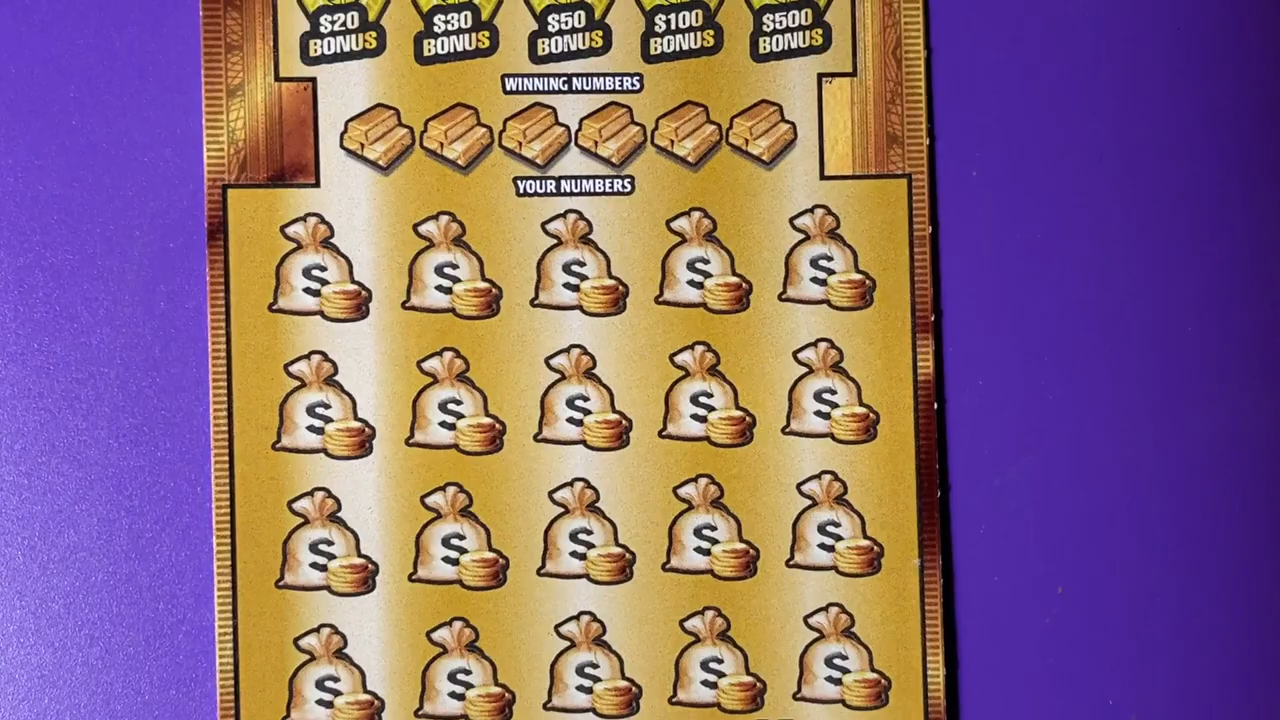 $20 BONUS
$30 BONUS
$50 BONUS
$100 BONUS
$500 BONUS
WINNING NUMBERS
YOUR NUMBERS
$ $ $ $ $
$ $ $ $ $
$ $ $ $ $
$ $ $ $ $